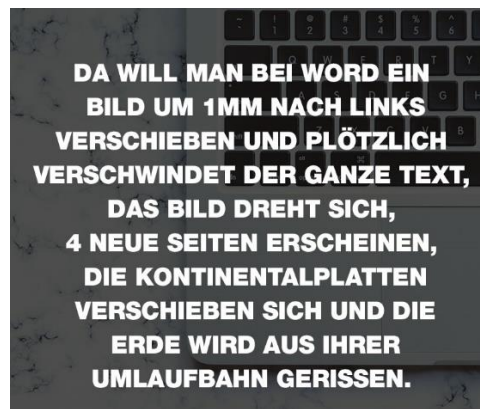 DA WILL MAN BEI WORD EIN
BILD UM 1MM NACH LINKS
VERSCHIEBEN UND PLÖTZLICH
VERSCHWINDET DER GANZE TEXT,
DAS BILD DREHT SICH,
4 NEUE SEITEN ERSCHEINEN,
DIE KONTINENTALPLATTEN
VERSCHIEBEN SICH UND DIE
ERDE WIRD AUS IHRER
UMLAUFBAHN GERISSEN.